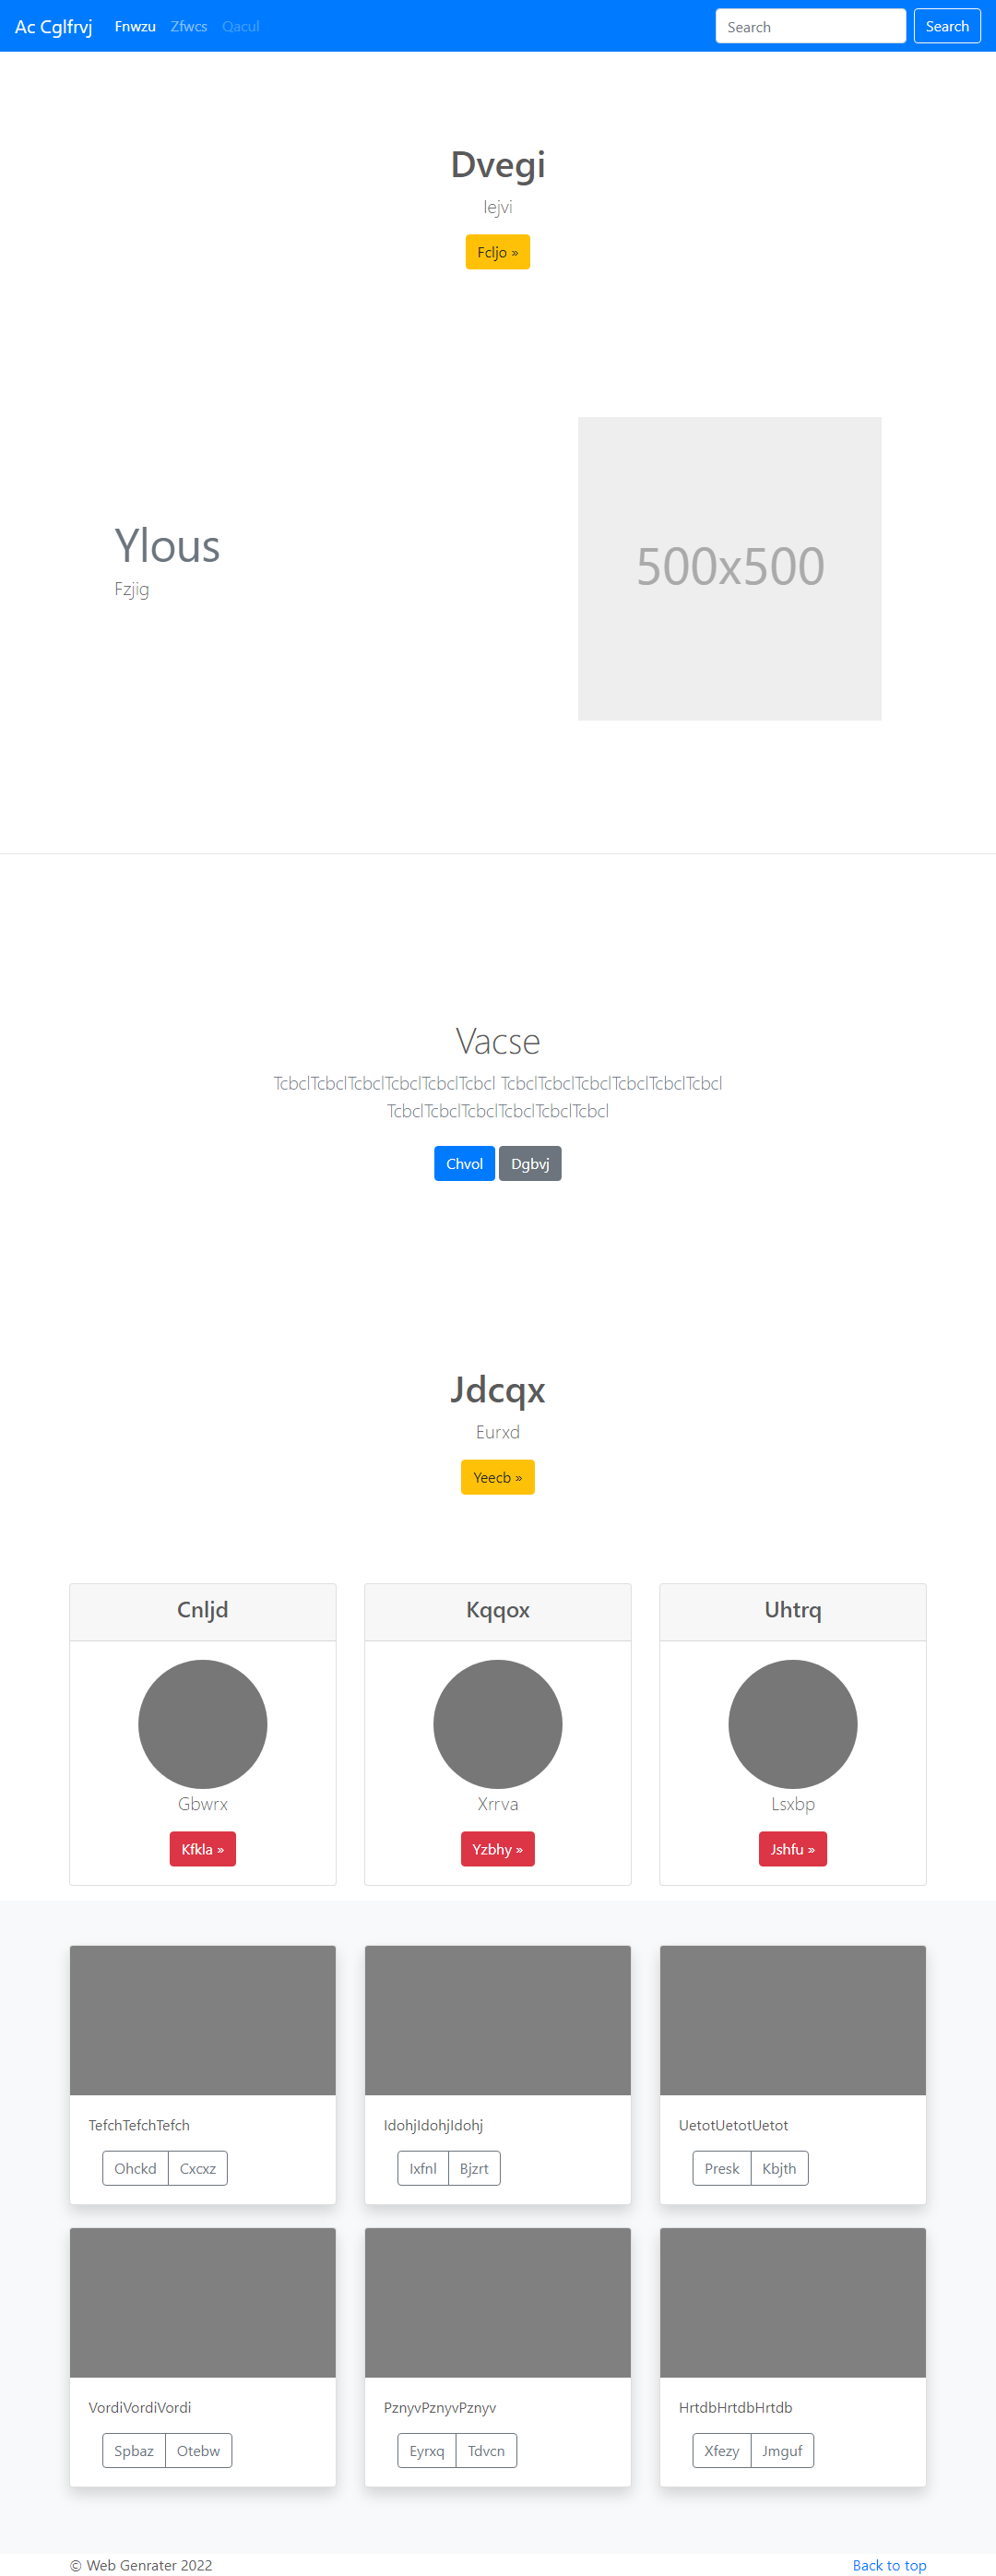 Ac Cglfrvj Fnwzu Zfwcs Qacul Search Search
Dvegi
Iejvi
Fcljo »
Ylous
Fzjig
500x500
Vacse
TcbclTcbclTcbclTcbclTcbclTcbcl TcbclTcbclTcbclTcbclTcbclTcbcl
TcbclTcbclTcbclTcbclTcbclTcbcl
Chvol Dgbvj
Jdcqx
Eurxd
Yeecb »
Cnljd Kqqox Uhtrq
Gbwrx Xrrva Lsxbp
Kfkla » Yzbhy » Jshfu »
TefchTefchTefch IdohjIdohjIdohj UetotUetotUetot
Ohckd Cxcxz Ixfnl Bjzrt Presk Kbjth
VordiVordiVordi PznyvPznyvPznyv HrtdbHrtdbHrtdb
Spbaz Otebw Eyrxq Tdvcn Xfezy Jmguf
© Web Genrater 2022 Back to top